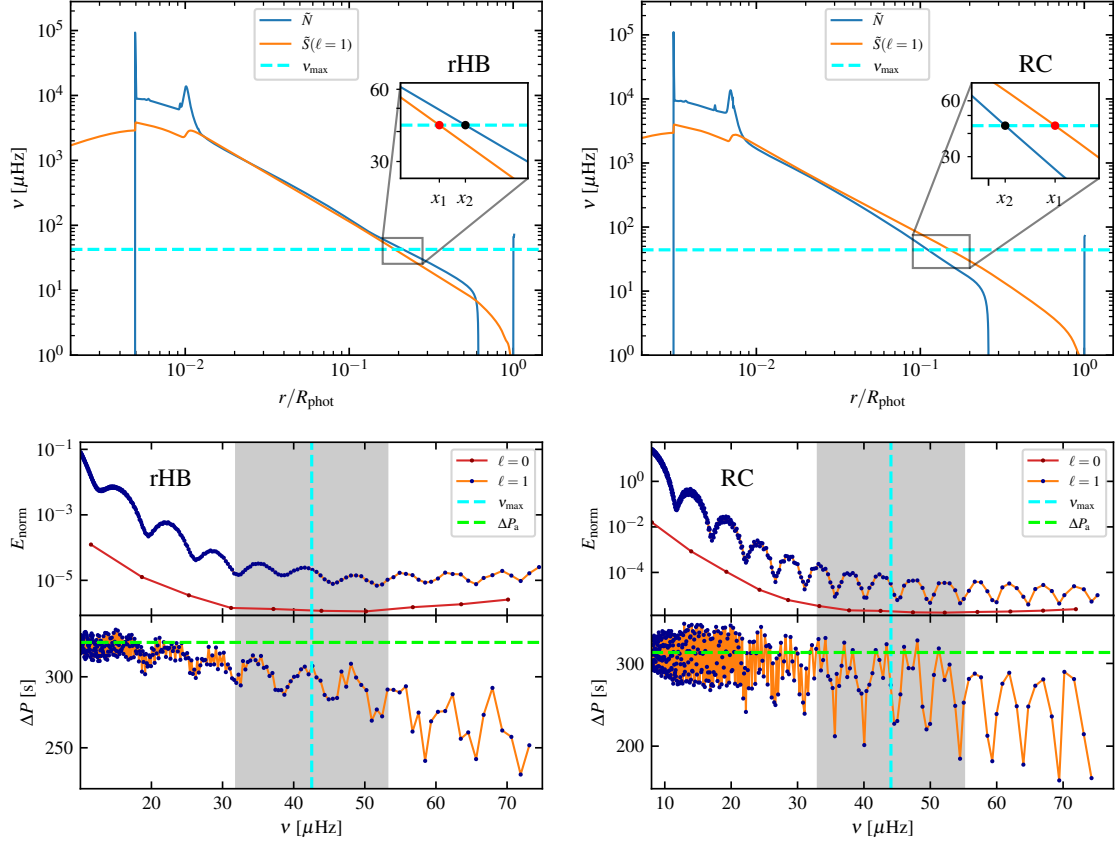 Ñ
S̃(ℓ = 1)
ν_max
rHB
60
30
x₁ x₂
10⁵
10⁴
10³
10²
10¹
10⁰
ν [μHz]
10⁻² 10⁻¹ 10⁰
r/R_phot
Ñ
S̃(ℓ = 1)
ν_max
RC
60
30
x₂ x₁
10⁵
10⁴
10³
10²
10¹
10⁰
ν [μHz]
10⁻² 10⁻¹ 10⁰
r/R_phot
rHB
ℓ = 0
ℓ = 1
ν_max
ΔP_a
10⁻¹
10⁻³
10⁻⁵
E_norm
300
250
ΔP [s]
20 30 40 50 60 70
ν [μHz]
RC
ℓ = 0
ℓ = 1
ν_max
ΔP_a
10⁰
10⁻²
10⁻⁴
E_norm
300
200
ΔP [s]
10 20 30 40 50 60 70
ν [μHz]